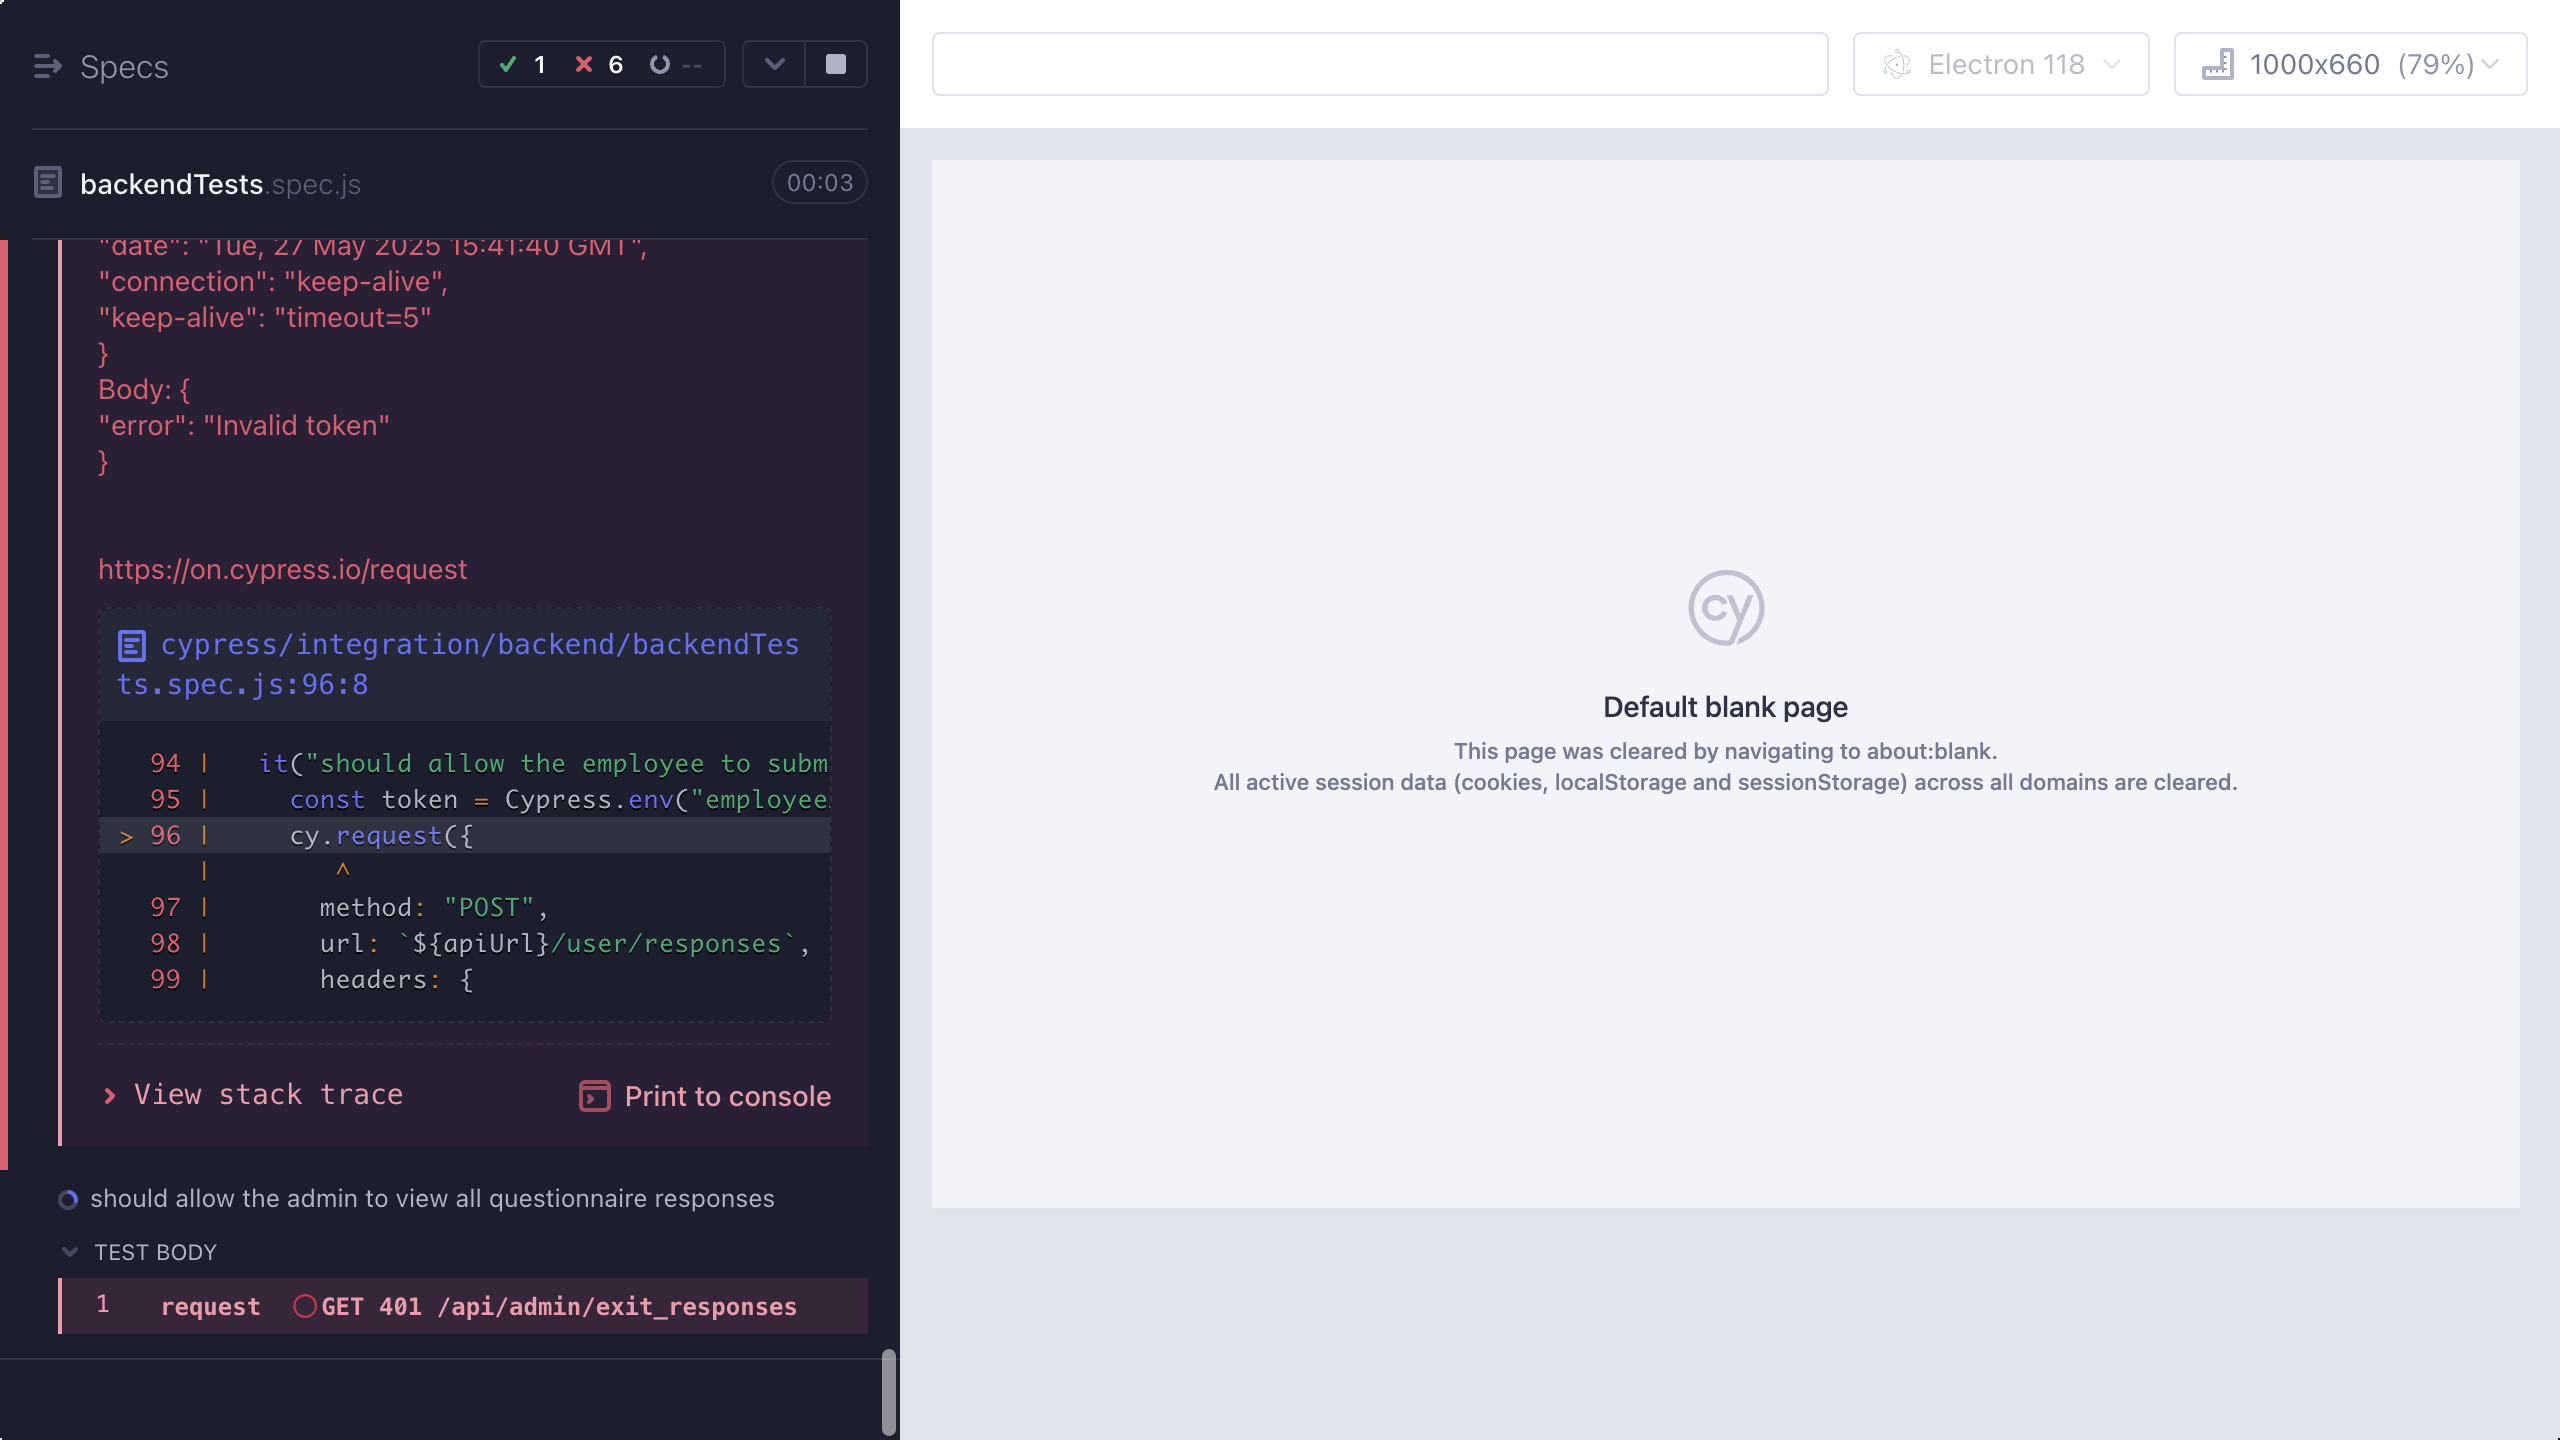 Specs
1 6 --
backendTests.spec.js
00:03
"date": "Tue, 27 May 2025 15:41:40 GMT",
"connection": "keep-alive",
"keep-alive": "timeout=5"
}
Body: {
"error": "Invalid token"
}
https://on.cypress.io/request
cypress/integration/backend/backendTes
ts.spec.js:96:8
94 | it("should allow the employee to subm
95 | const token = Cypress.env("employee
> 96 | cy.request({
| ^
97 | method: "POST",
98 | url: `${apiUrl}/user/responses`,
99 | headers: {
View stack trace
Print to console
should allow the admin to view all questionnaire responses
TEST BODY
1 request GET 401 /api/admin/exit_responses
Electron 118
1000x660 (79%)
cy
Default blank page
This page was cleared by navigating to about:blank.
All active session data (cookies, localStorage and sessionStorage) across all domains are cleared.